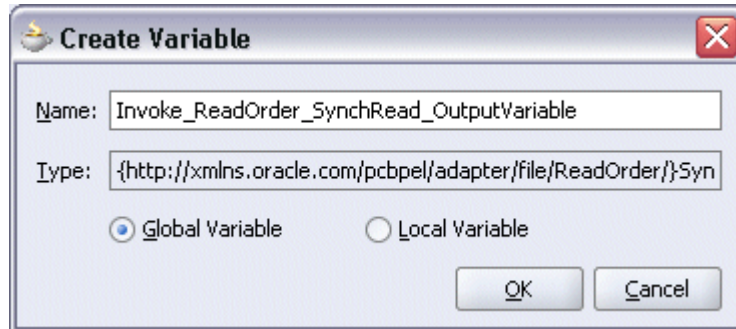 Create Variable
Name: Invoke_ReadOrder_SynchRead_OutputVariable
Type: {http://xmlns.oracle.com/pcbpel/adapter/file/ReadOrder/}Syn
Global Variable Local Variable
OK Cancel